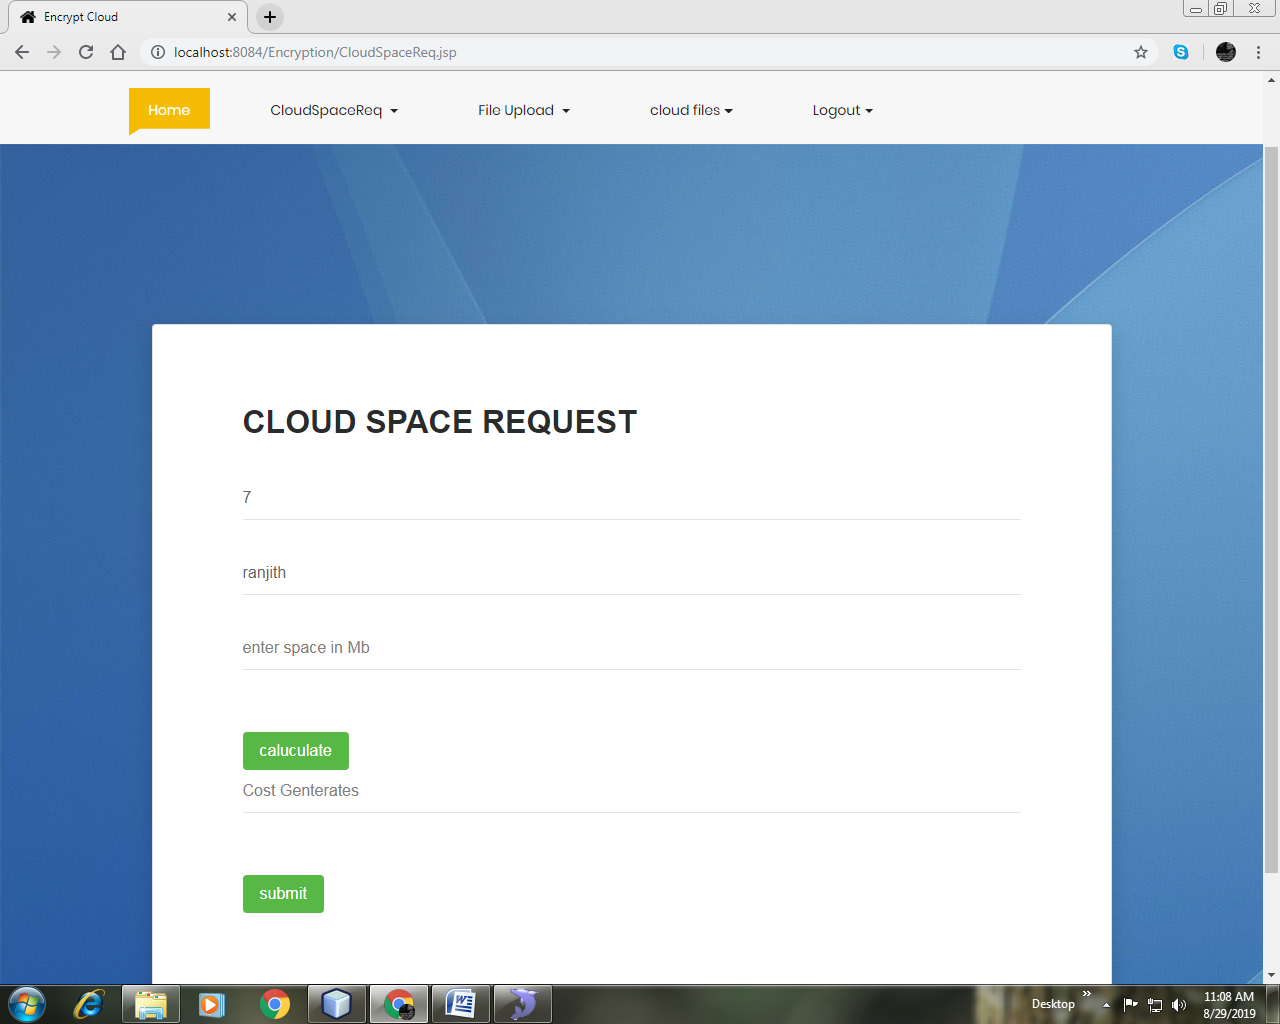 Encrypt Cloud
localhost:8084/Encryption/CloudSpaceReq.jsp
Home CloudSpaceReq File Upload cloud files Logout
CLOUD SPACE REQUEST
7
ranjith
enter space in Mb
caluculate
Cost Genterates
submit
Desktop
11:08 AM
8/29/2019